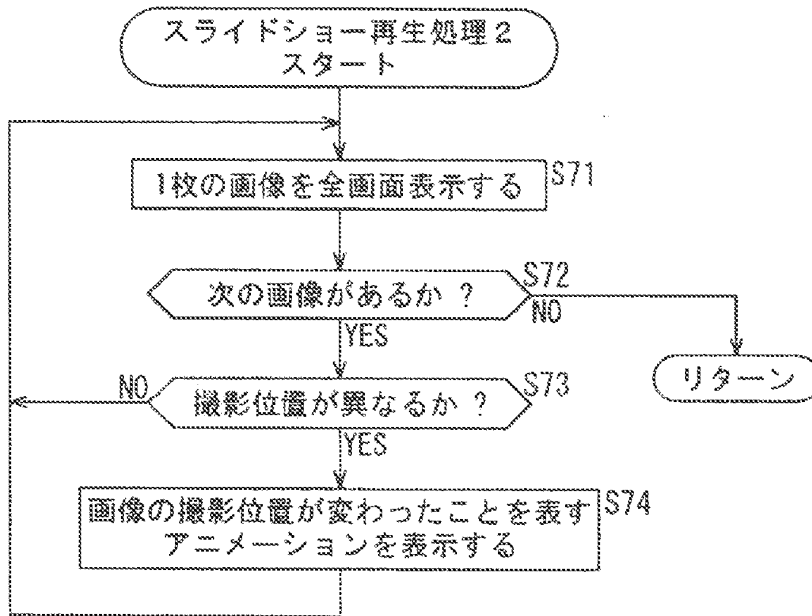 スライドショー再生処理2
スタート
1枚の画像を全画面表示する
S71
次の画像があるか ?
S72
NO
YES
リターン
撮影位置が異なるか ?
S73
NO
YES
画像の撮影位置が変わったことを表す
アニメーションを表示する
S74